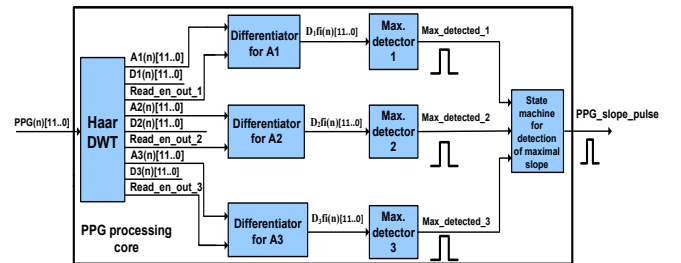 PPG(n)[11..0]
Haar
DWT
A1(n)[11..0]
D1(n)[11..0]
Read_en_out_1
A2(n)[11..0]
D2(n)[11..0]
Read_en_out_2
A3(n)[11..0]
D3(n)[11..0]
Read_en_out_3
PPG processing
core
Differentiator
for A1
D1fi(n)[11..0]
Max.
detector
1
Max_detected_1
Differentiator
for A2
D2fi(n)[11..0]
Max.
detector
2
Max_detected_2
Differentiator
for A3
D3fi(n)[11..0]
Max.
detector
3
Max_detected_3
State
machine
for
detection
of maximal
slope
PPG_slope_pulse